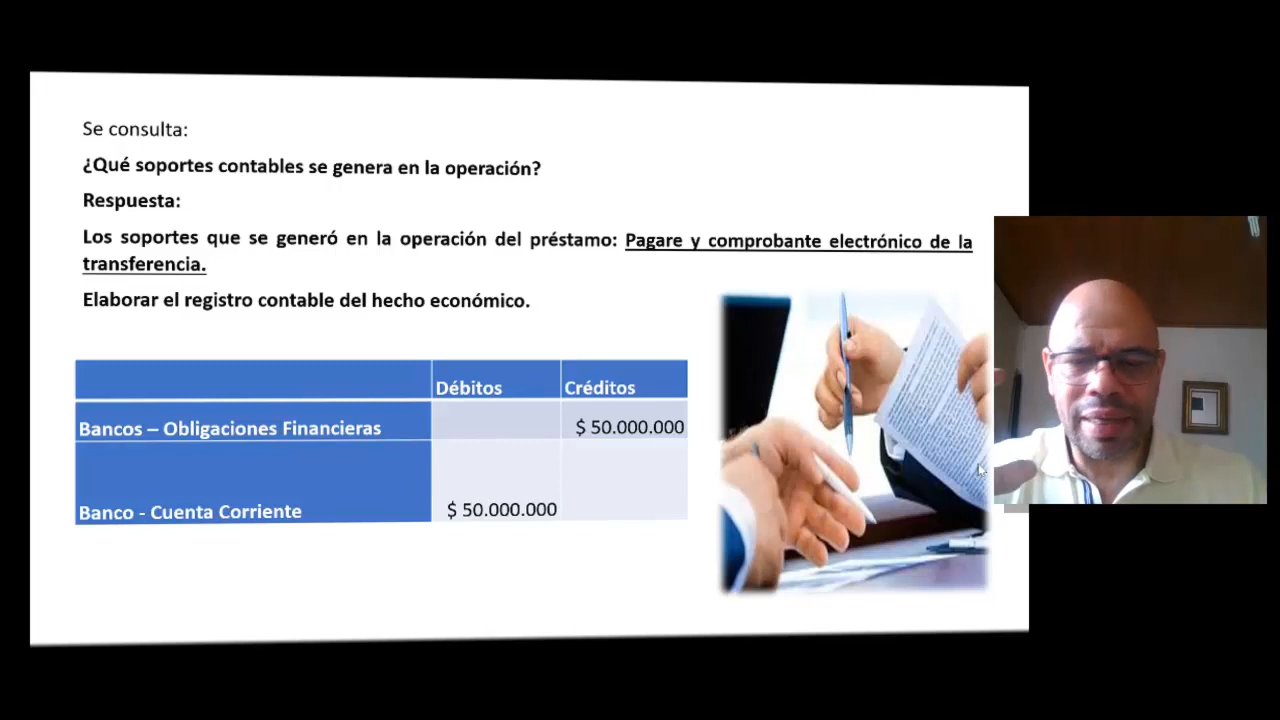 Se consulta:
¿Qué soportes contables se genera en la operación?
Respuesta:
Los soportes que se generó en la operación del préstamo: Pagare y comprobante electrónico de la
transferencia.
Elaborar el registro contable del hecho económico.
Débitos Créditos
Bancos – Obligaciones Financieras $ 50.000.000
Banco - Cuenta Corriente $ 50.000.000